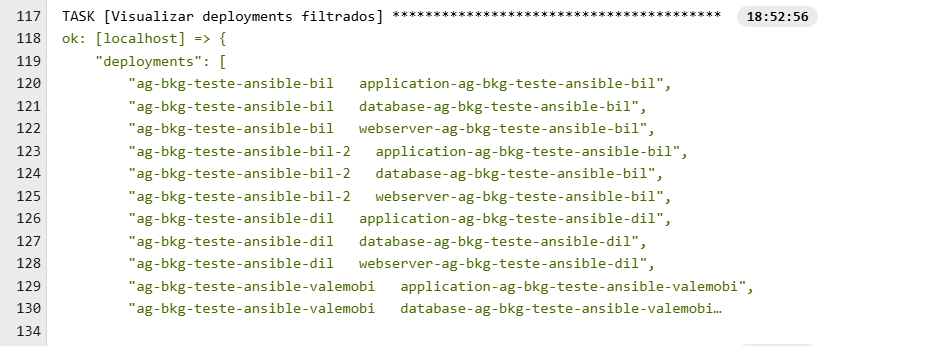 117 TASK [Visualizar deployments filtrados] **************************************** 18:52:56
118 ok: [localhost] => {
119     "deployments": [
120         "ag-bkg-teste-ansible-bil   application-ag-bkg-teste-ansible-bil",
121         "ag-bkg-teste-ansible-bil   database-ag-bkg-teste-ansible-bil",
122         "ag-bkg-teste-ansible-bil   webserver-ag-bkg-teste-ansible-bil",
123         "ag-bkg-teste-ansible-bil-2   application-ag-bkg-teste-ansible-bil",
124         "ag-bkg-teste-ansible-bil-2   database-ag-bkg-teste-ansible-bil",
125         "ag-bkg-teste-ansible-bil-2   webserver-ag-bkg-teste-ansible-bil",
126         "ag-bkg-teste-ansible-dil   application-ag-bkg-teste-ansible-dil",
127         "ag-bkg-teste-ansible-dil   database-ag-bkg-teste-ansible-dil",
128         "ag-bkg-teste-ansible-dil   webserver-ag-bkg-teste-ansible-dil",
129         "ag-bkg-teste-ansible-valemobi   application-ag-bkg-teste-ansible-valemobi",
130         "ag-bkg-teste-ansible-valemobi   database-ag-bkg-teste-ansible-valemobi…
134